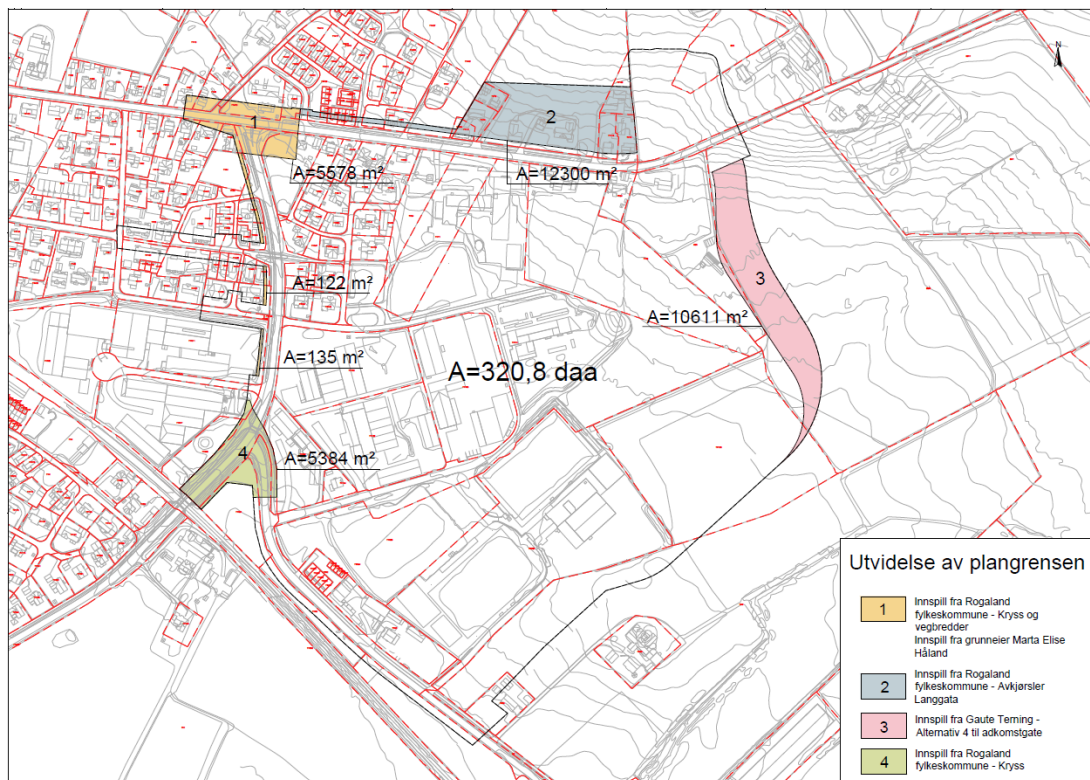 N
1
2
A=5578 m²
A=12300 m²
3
A=122 m²
A=10611 m²
A=135 m²
A=320,8 daa
4
A=5384 m²
Utvidelse av plangrensen
1
Innspill fra Rogaland
fylkeskommune - Kryss og
vegbredder
Innspill fra grunneier Marta Elise
Håland
2
Innspill fra Rogaland
fylkeskommune - Avkjørsler
Langgata
3
Innspill fra Gaute Terning -
Alternativ 4 til adkomstgate
4
Innspill fra Rogaland
fylkeskommune - Kryss